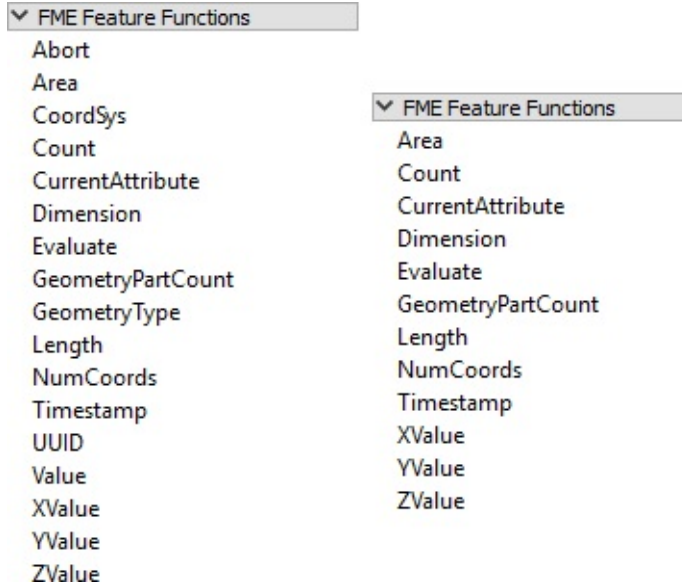 FME Feature Functions
Abort
Area
CoordSys
Count
CurrentAttribute
Dimension
Evaluate
GeometryPartCount
GeometryType
Length
NumCoords
Timestamp
UUID
Value
XValue
YValue
ZValue
FME Feature Functions
Area
Count
CurrentAttribute
Dimension
Evaluate
GeometryPartCount
Length
NumCoords
Timestamp
XValue
YValue
ZValue